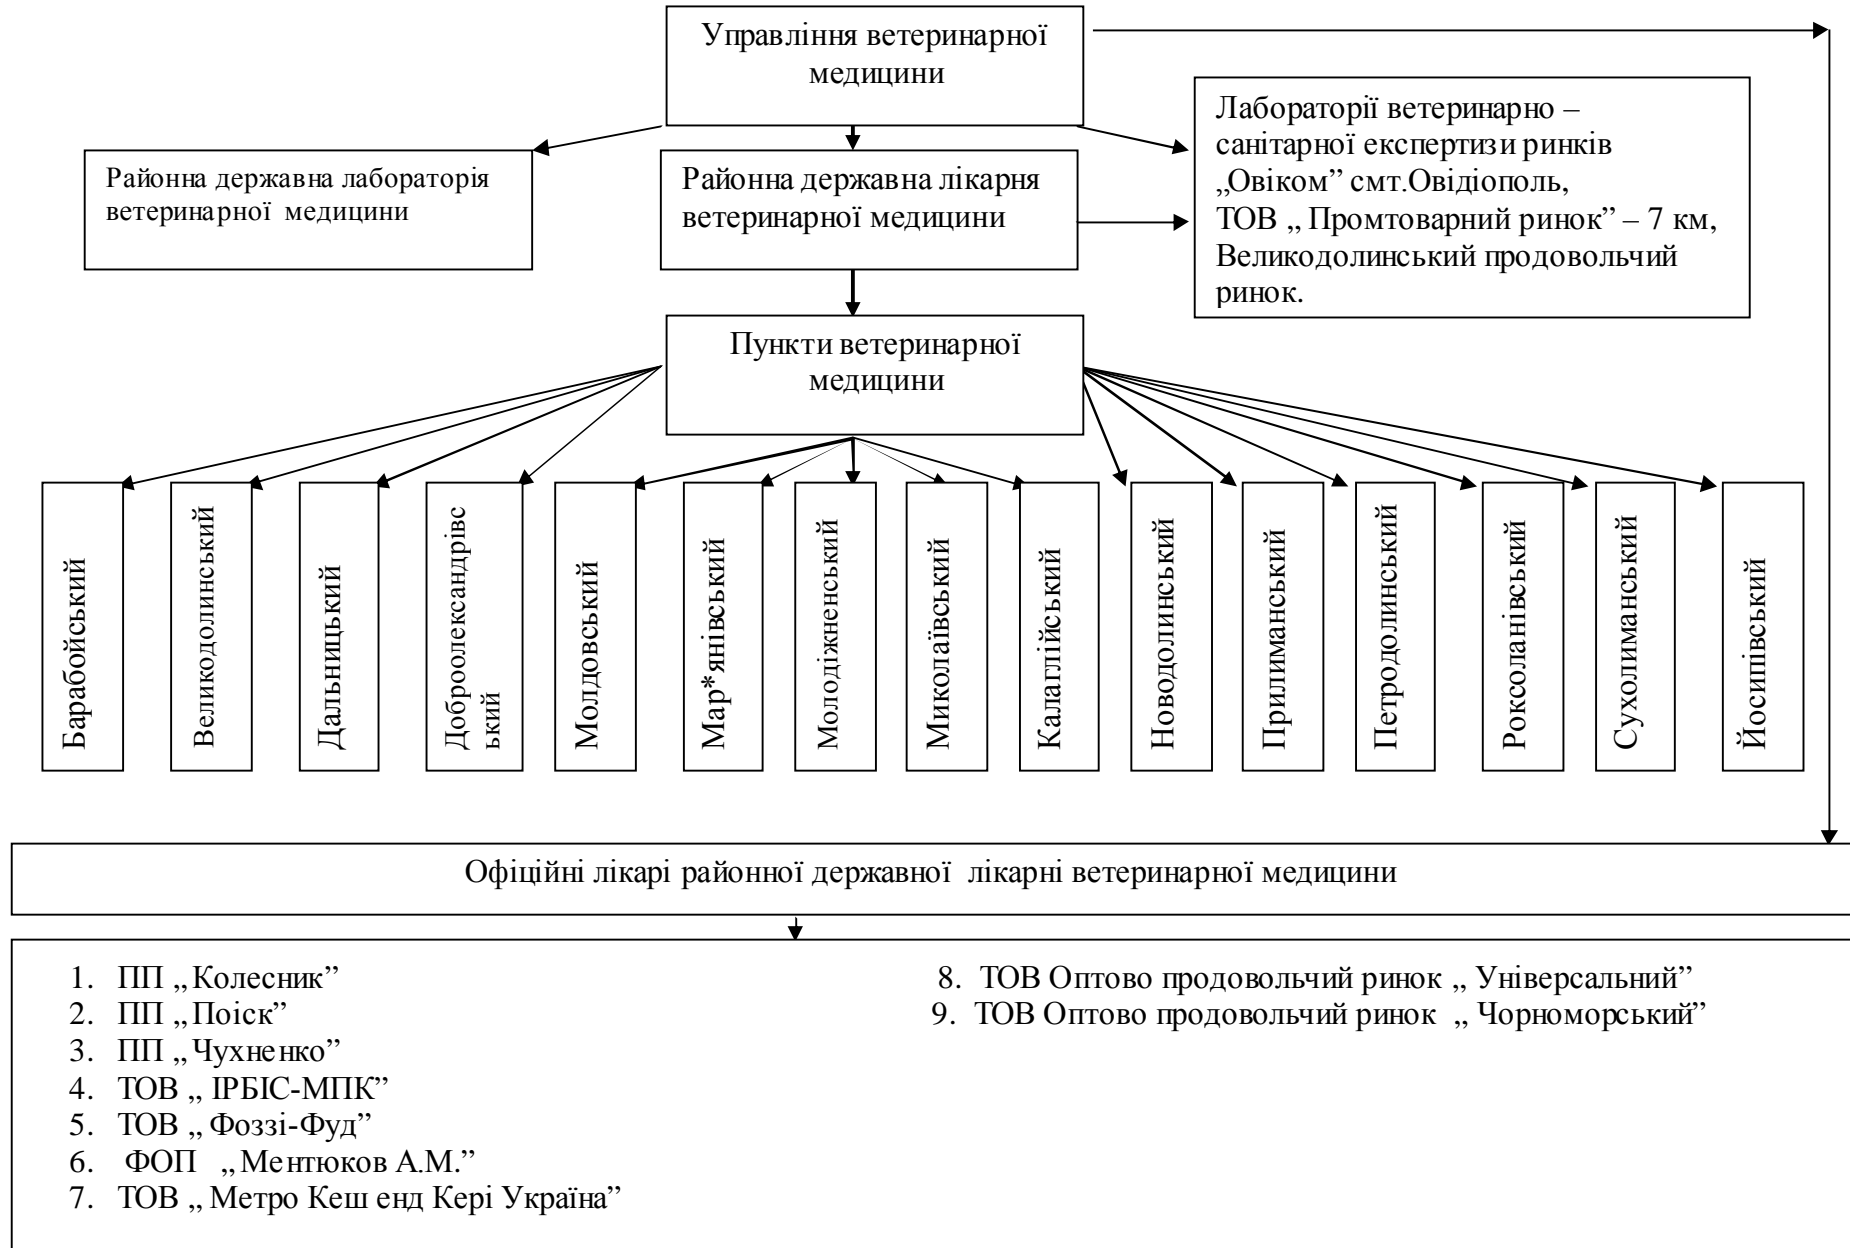 Управління ветеринарної
медицини
Районна державна лабораторія
ветеринарної медицини
Районна державна лікарня
ветеринарної медицини
Лабораторії ветеринарно –
санітарної експертизи ринків
„Овіком” смт.Овідіополь,
ТОВ „ Промтоварний ринок” – 7 км,
Великодолинський продовольчий
ринок.
Пункти ветеринарної
медицини
Барабойський
Великодолинський
Дальницький
Доброолександрівс
ький
Молдовський
Мар*янівський
Молодіжненський
Миколаївський
Калаглійський
Новодолинський
Прилиманський
Петродолинський
Роксоланівський
Сухолиманський
Йосипівський
Офіційні лікарі районної державної лікарні ветеринарної медицини
1. ПП „Колесник”
2. ПП „Поіск”
3. ПП „Чухненко”
4. ТОВ „ ІРБІС-МПК”
5. ТОВ „ Фоззі-Фуд”
6. ФОП „Ментюков А.М.”
7. ТОВ „ Метро Кеш енд Кері Україна”
8. ТОВ Оптово продовольчий ринок „ Універсальний”
9. ТОВ Оптово продовольчий ринок „ Чорноморський”